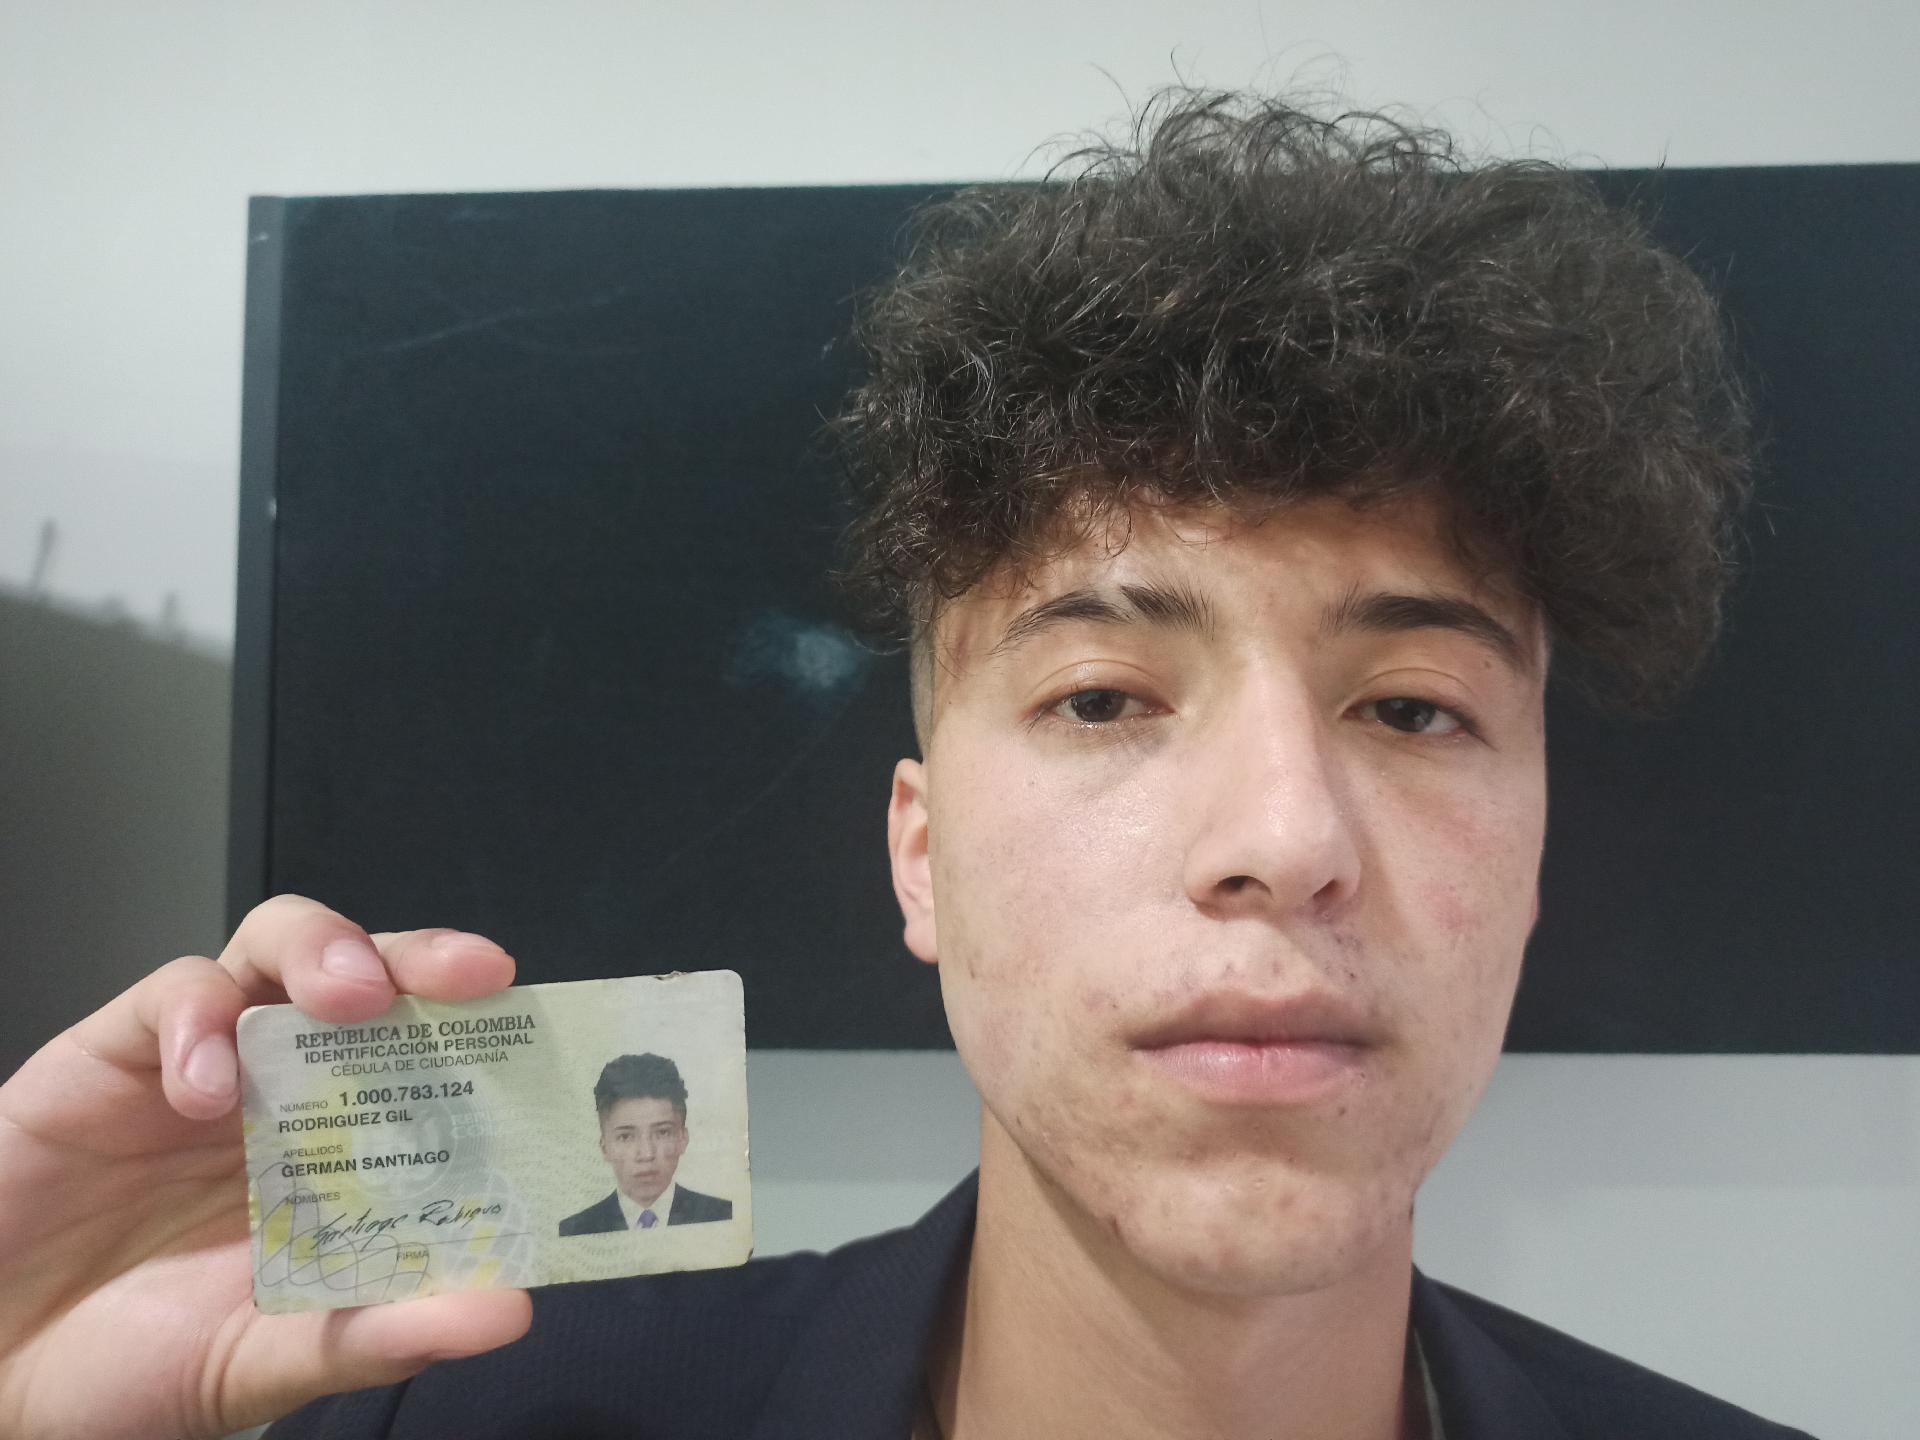 REPÚBLICA DE COLOMBIA
IDENTIFICACIÓN PERSONAL
CÉDULA DE CIUDADANÍA
NÚMERO 1.000.783.124
RODRIGUEZ GIL
APELLIDOS
GERMAN SANTIAGO
NOMBRES
Santiago Rodriguez
FIRMA